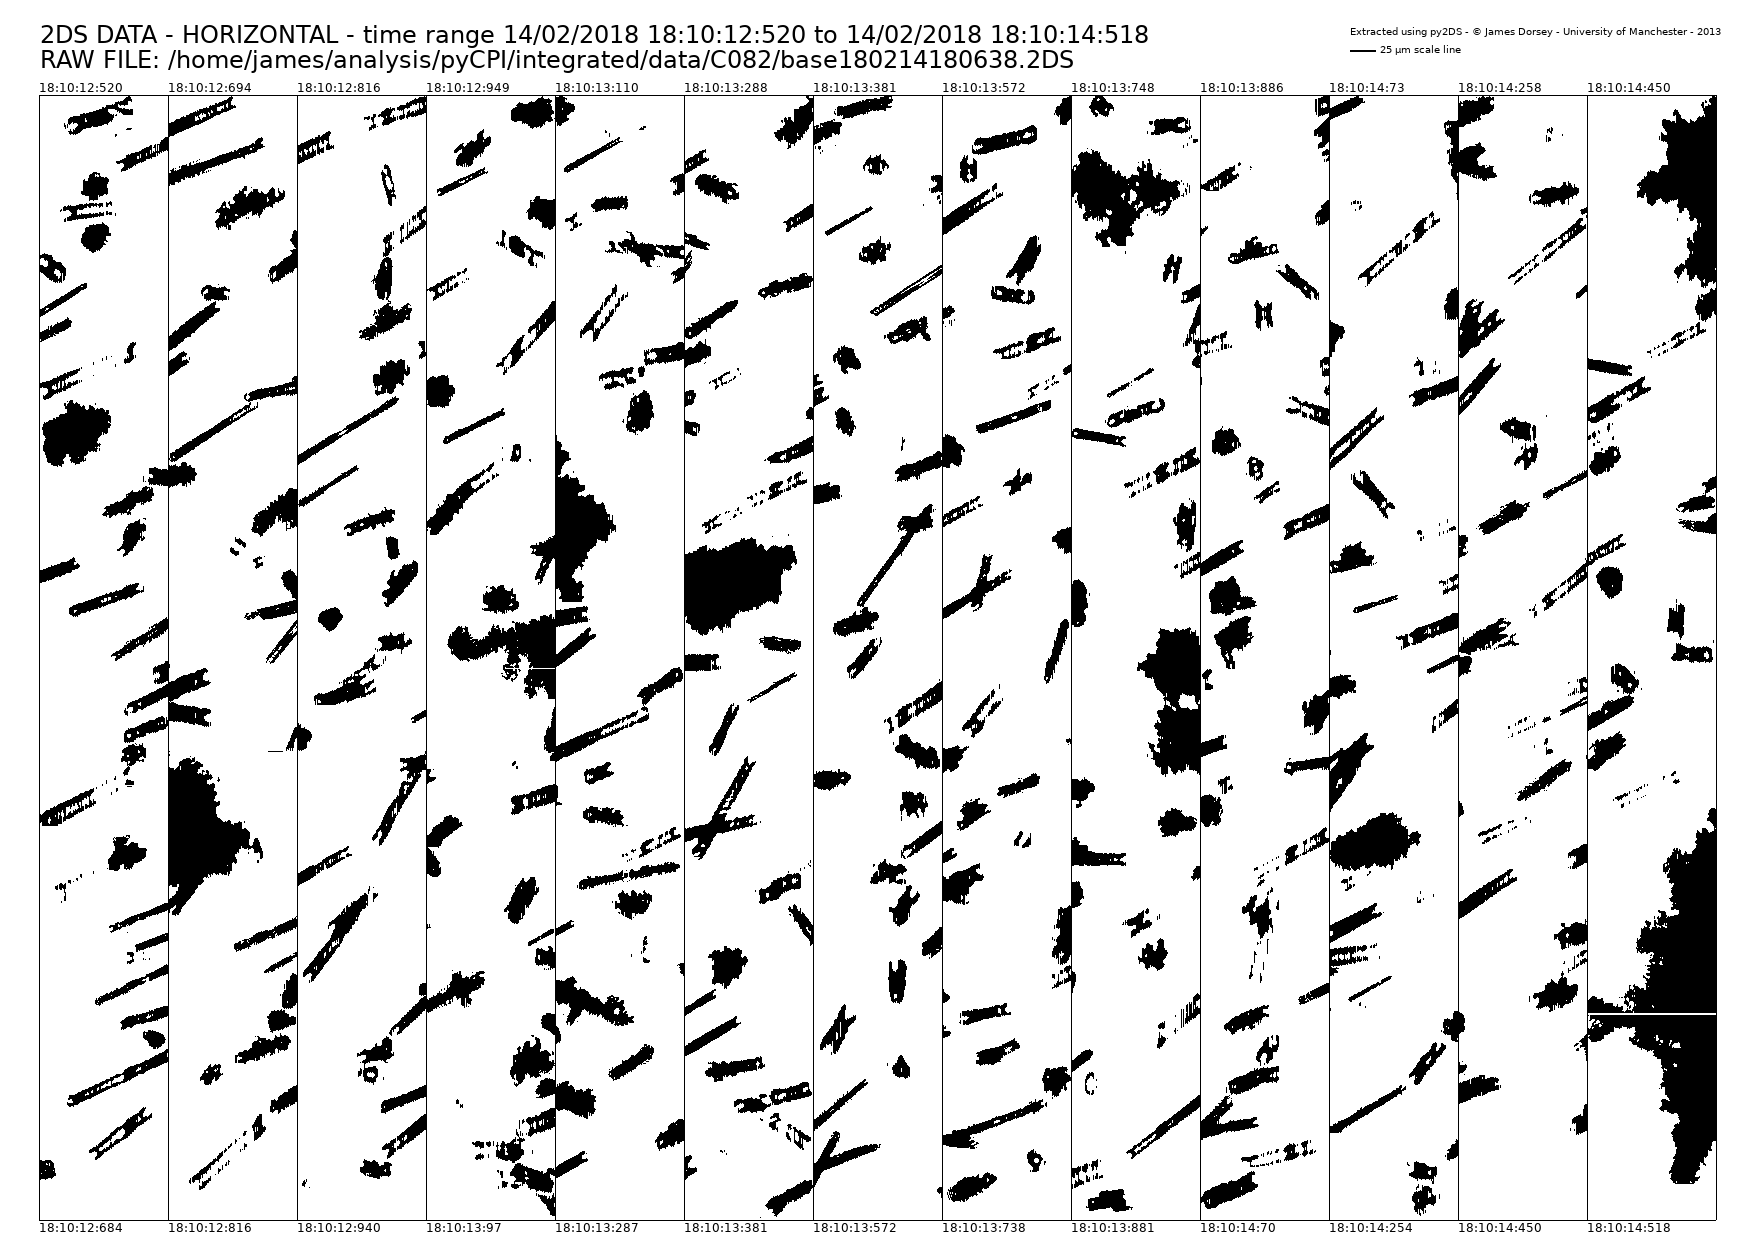 2DS DATA - HORIZONTAL - time range 14/02/2018 18:10:12:520 to 14/02/2018 18:10:14:518
RAW FILE: /home/james/analysis/pyCPI/integrated/data/C082/base180214180638.2DS
Extracted using py2DS - © James Dorsey - University of Manchester - 2013
25 µm scale line
18:10:12:520 18:10:12:694 18:10:12:816 18:10:12:949 18:10:13:110 18:10:13:288 18:10:13:381 18:10:13:572 18:10:13:748 18:10:13:886 18:10:14:73 18:10:14:258 18:10:14:450
18:10:12:684 18:10:12:816 18:10:12:940 18:10:13:97 18:10:13:287 18:10:13:381 18:10:13:572 18:10:13:738 18:10:13:881 18:10:14:70 18:10:14:254 18:10:14:450 18:10:14:518